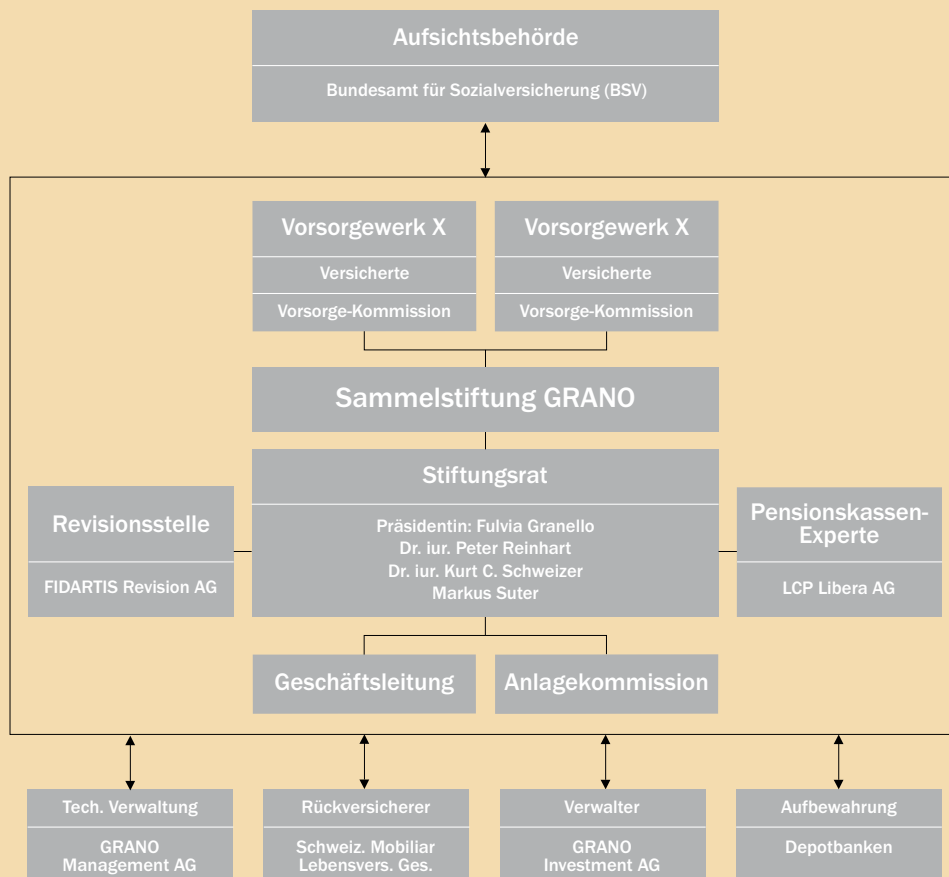 Aufsichtsbehörde
Bundesamt für Sozialversicherung (BSV)
Vorsorgewerk X
Versicherte
Vorsorge-Kommission
Vorsorgewerk X
Versicherte
Vorsorge-Kommission
Sammelstiftung GRANO
Stiftungsrat
Präsidentin: Fulvia Granello
Dr. iur. Peter Reinhart
Dr. iur. Kurt C. Schweizer
Markus Suter
Revisionsstelle
FIDARTIS Revision AG
Pensionskassen-
Experte
LCP Libera AG
Geschäftsleitung
Anlagekommission
Tech. Verwaltung
GRANO
Management AG
Rückversicherer
Schweiz. Mobiliar
Lebensvers. Ges.
Verwalter
GRANO
Investment AG
Aufbewahrung
Depotbanken